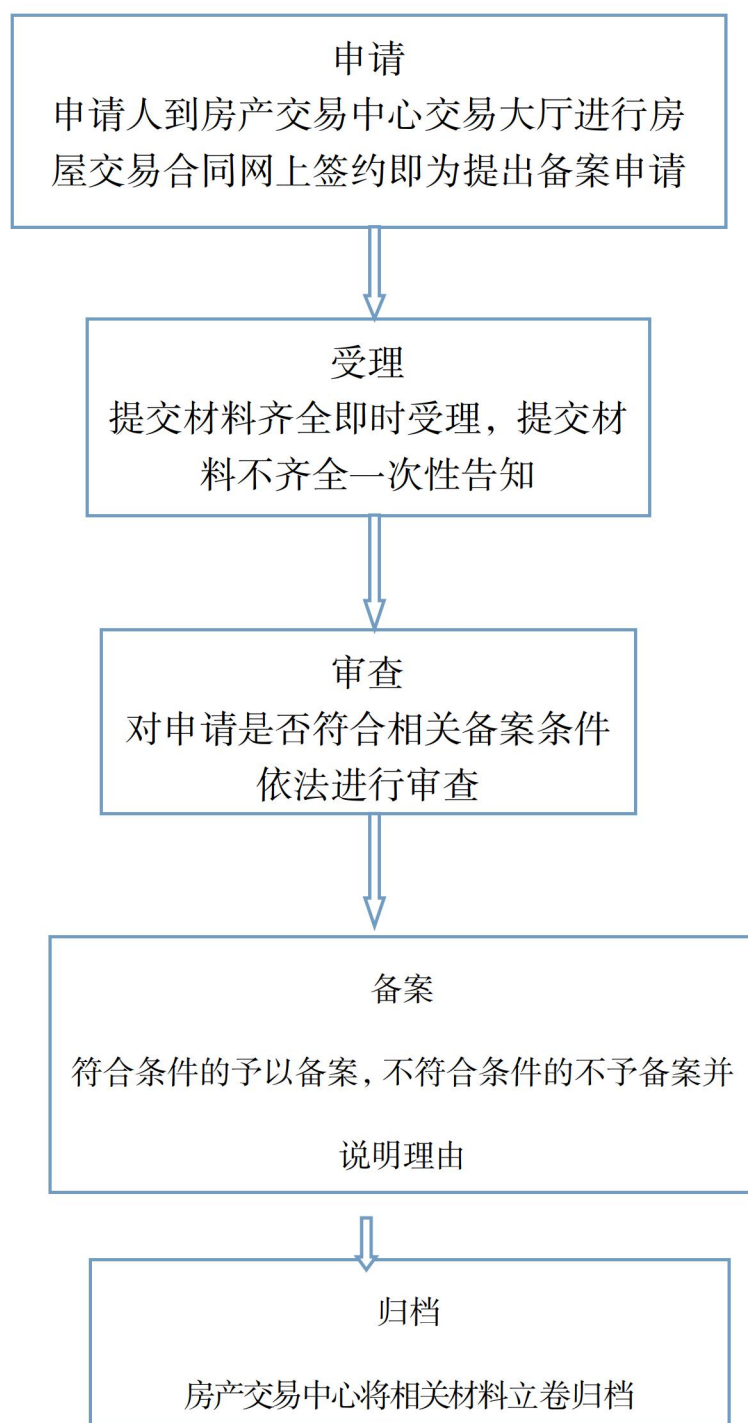 申请
申请人到房产交易中心交易大厅进行房
屋交易合同网上签约即为提出备案申请
受理
提交材料齐全即时受理，提交材
料不齐全一次性告知
审查
对申请是否符合相关备案条件
依法进行审查
备案
符合条件的予以备案，不符合条件的不予备案并
说明理由
归档
房产交易中心将相关材料立卷归档